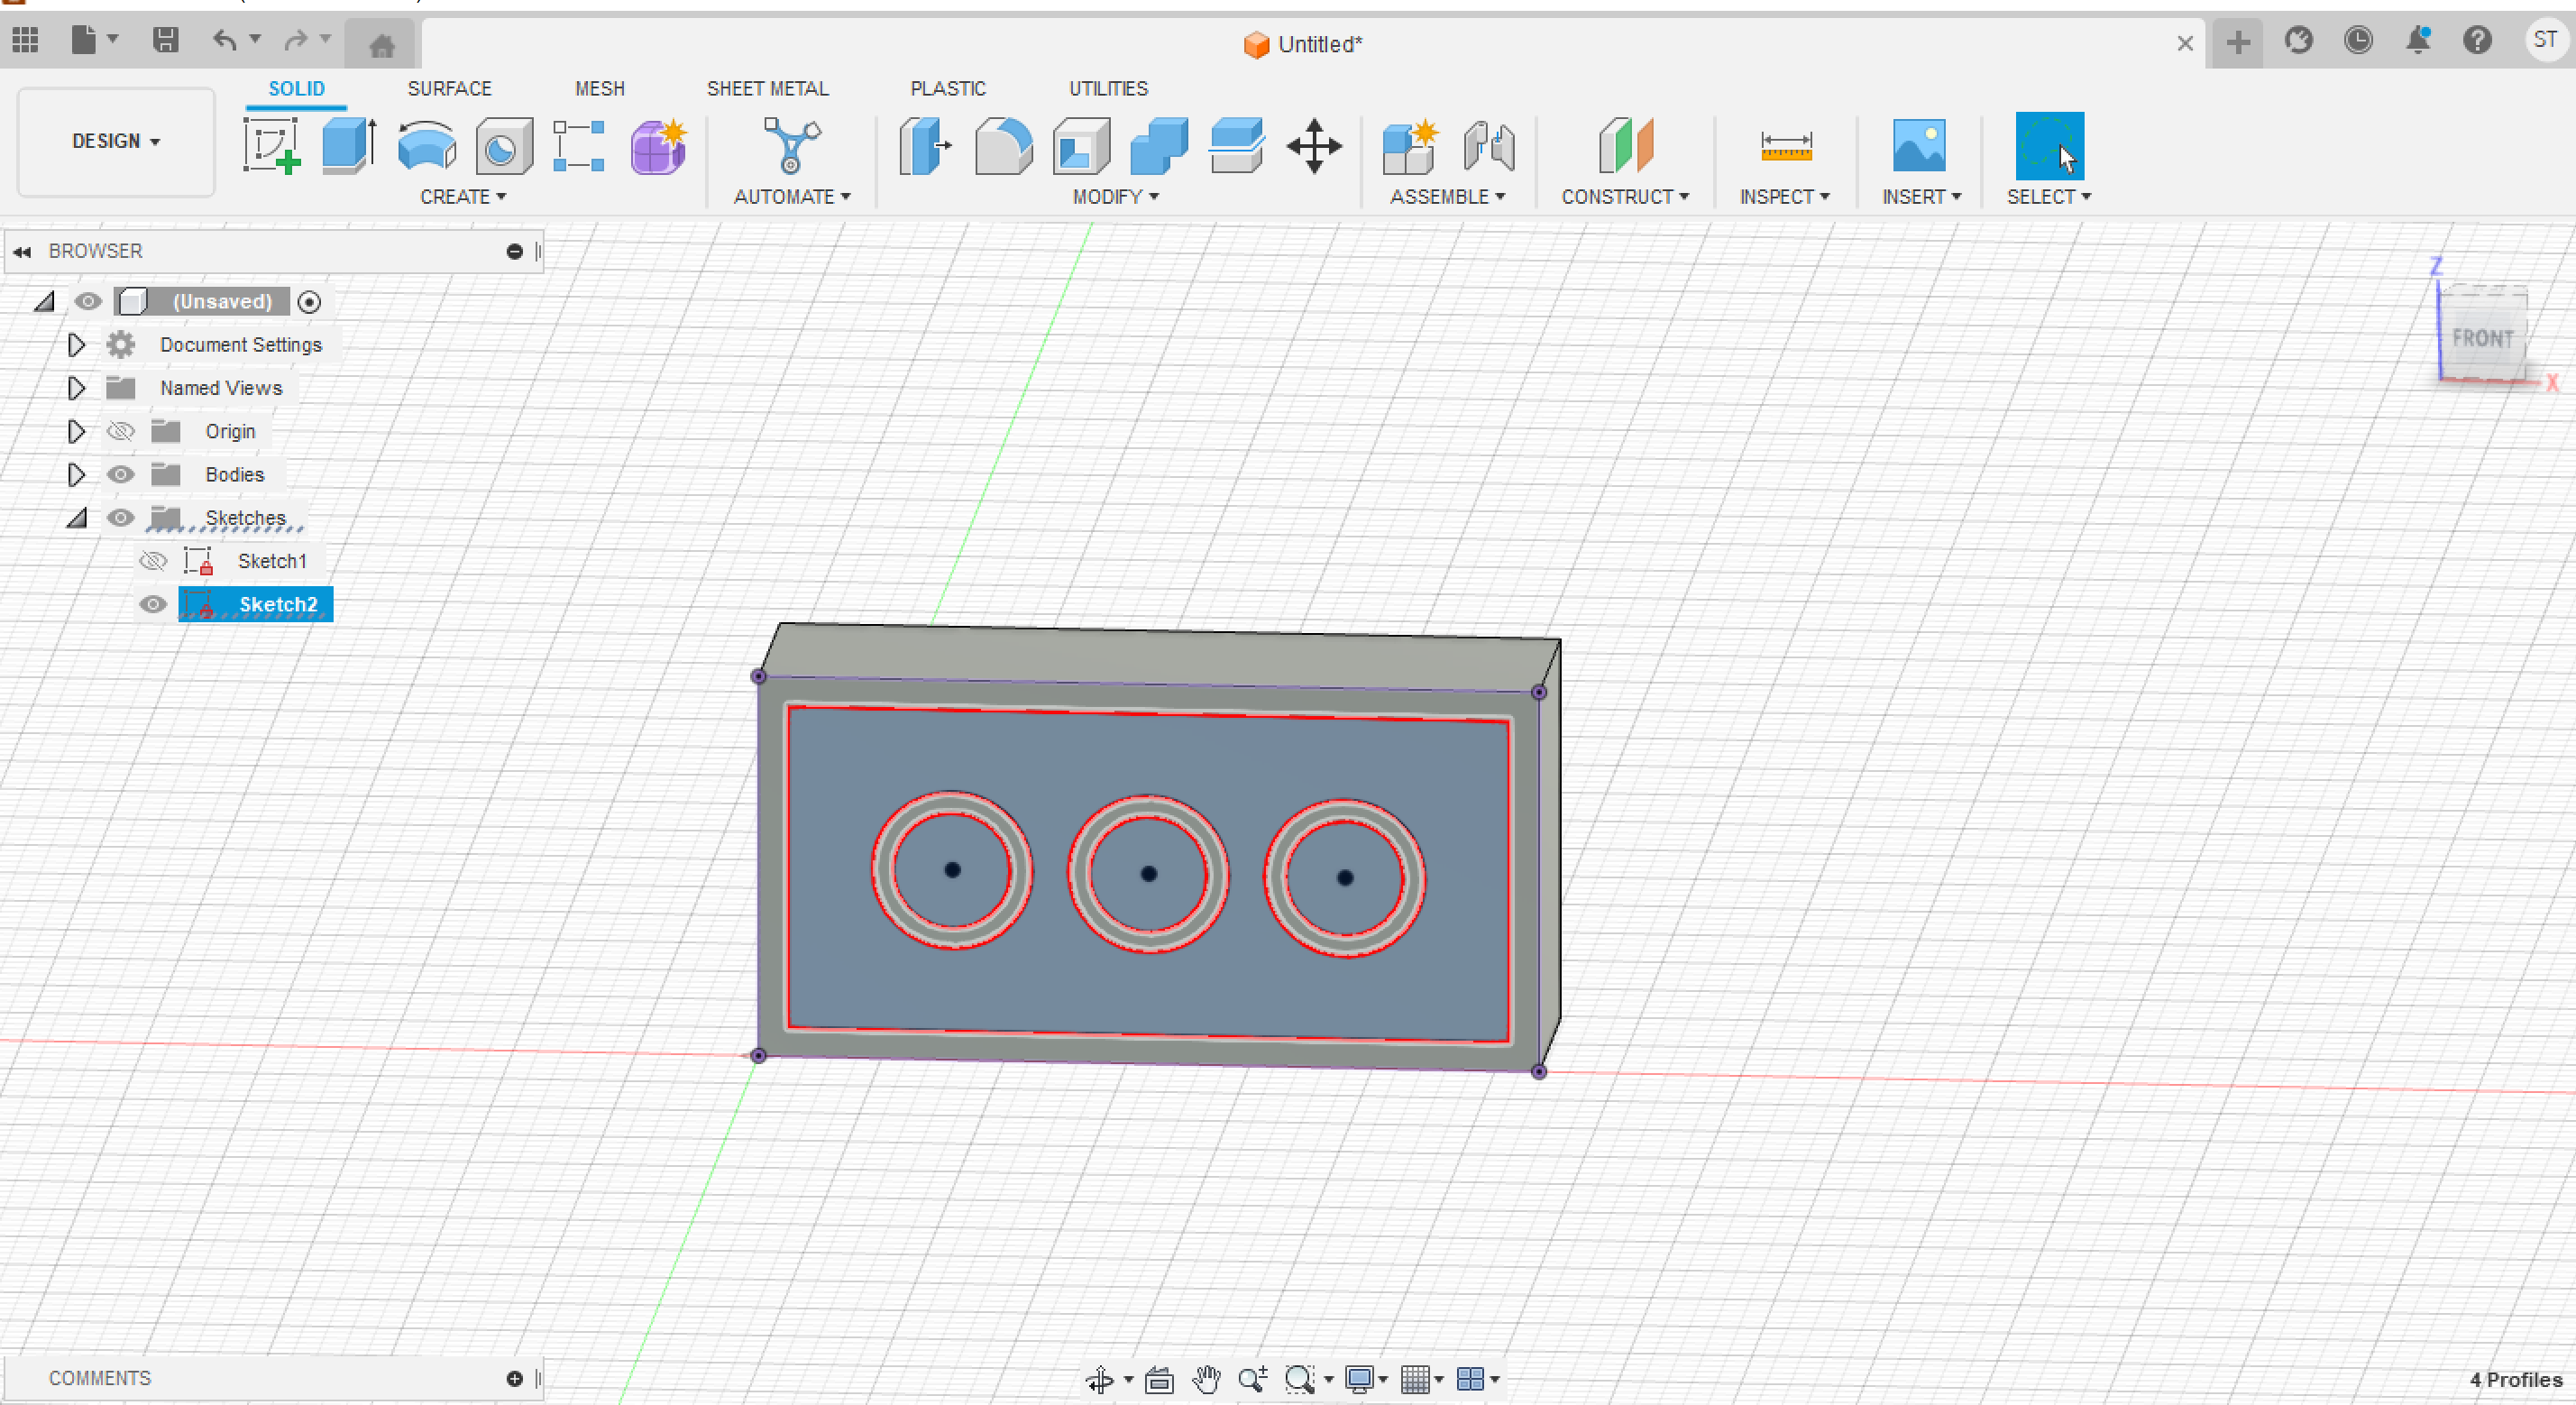 Untitled*
ST
SOLID SURFACE MESH SHEET METAL PLASTIC UTILITIES
DESIGN
CREATE AUTOMATE MODIFY ASSEMBLE CONSTRUCT INSPECT INSERT SELECT
BROWSER
(Unsaved)
Document Settings
Named Views
Origin
Bodies
Sketches
Sketch1
Sketch2
Z
FRONT
X
COMMENTS
4 Profiles